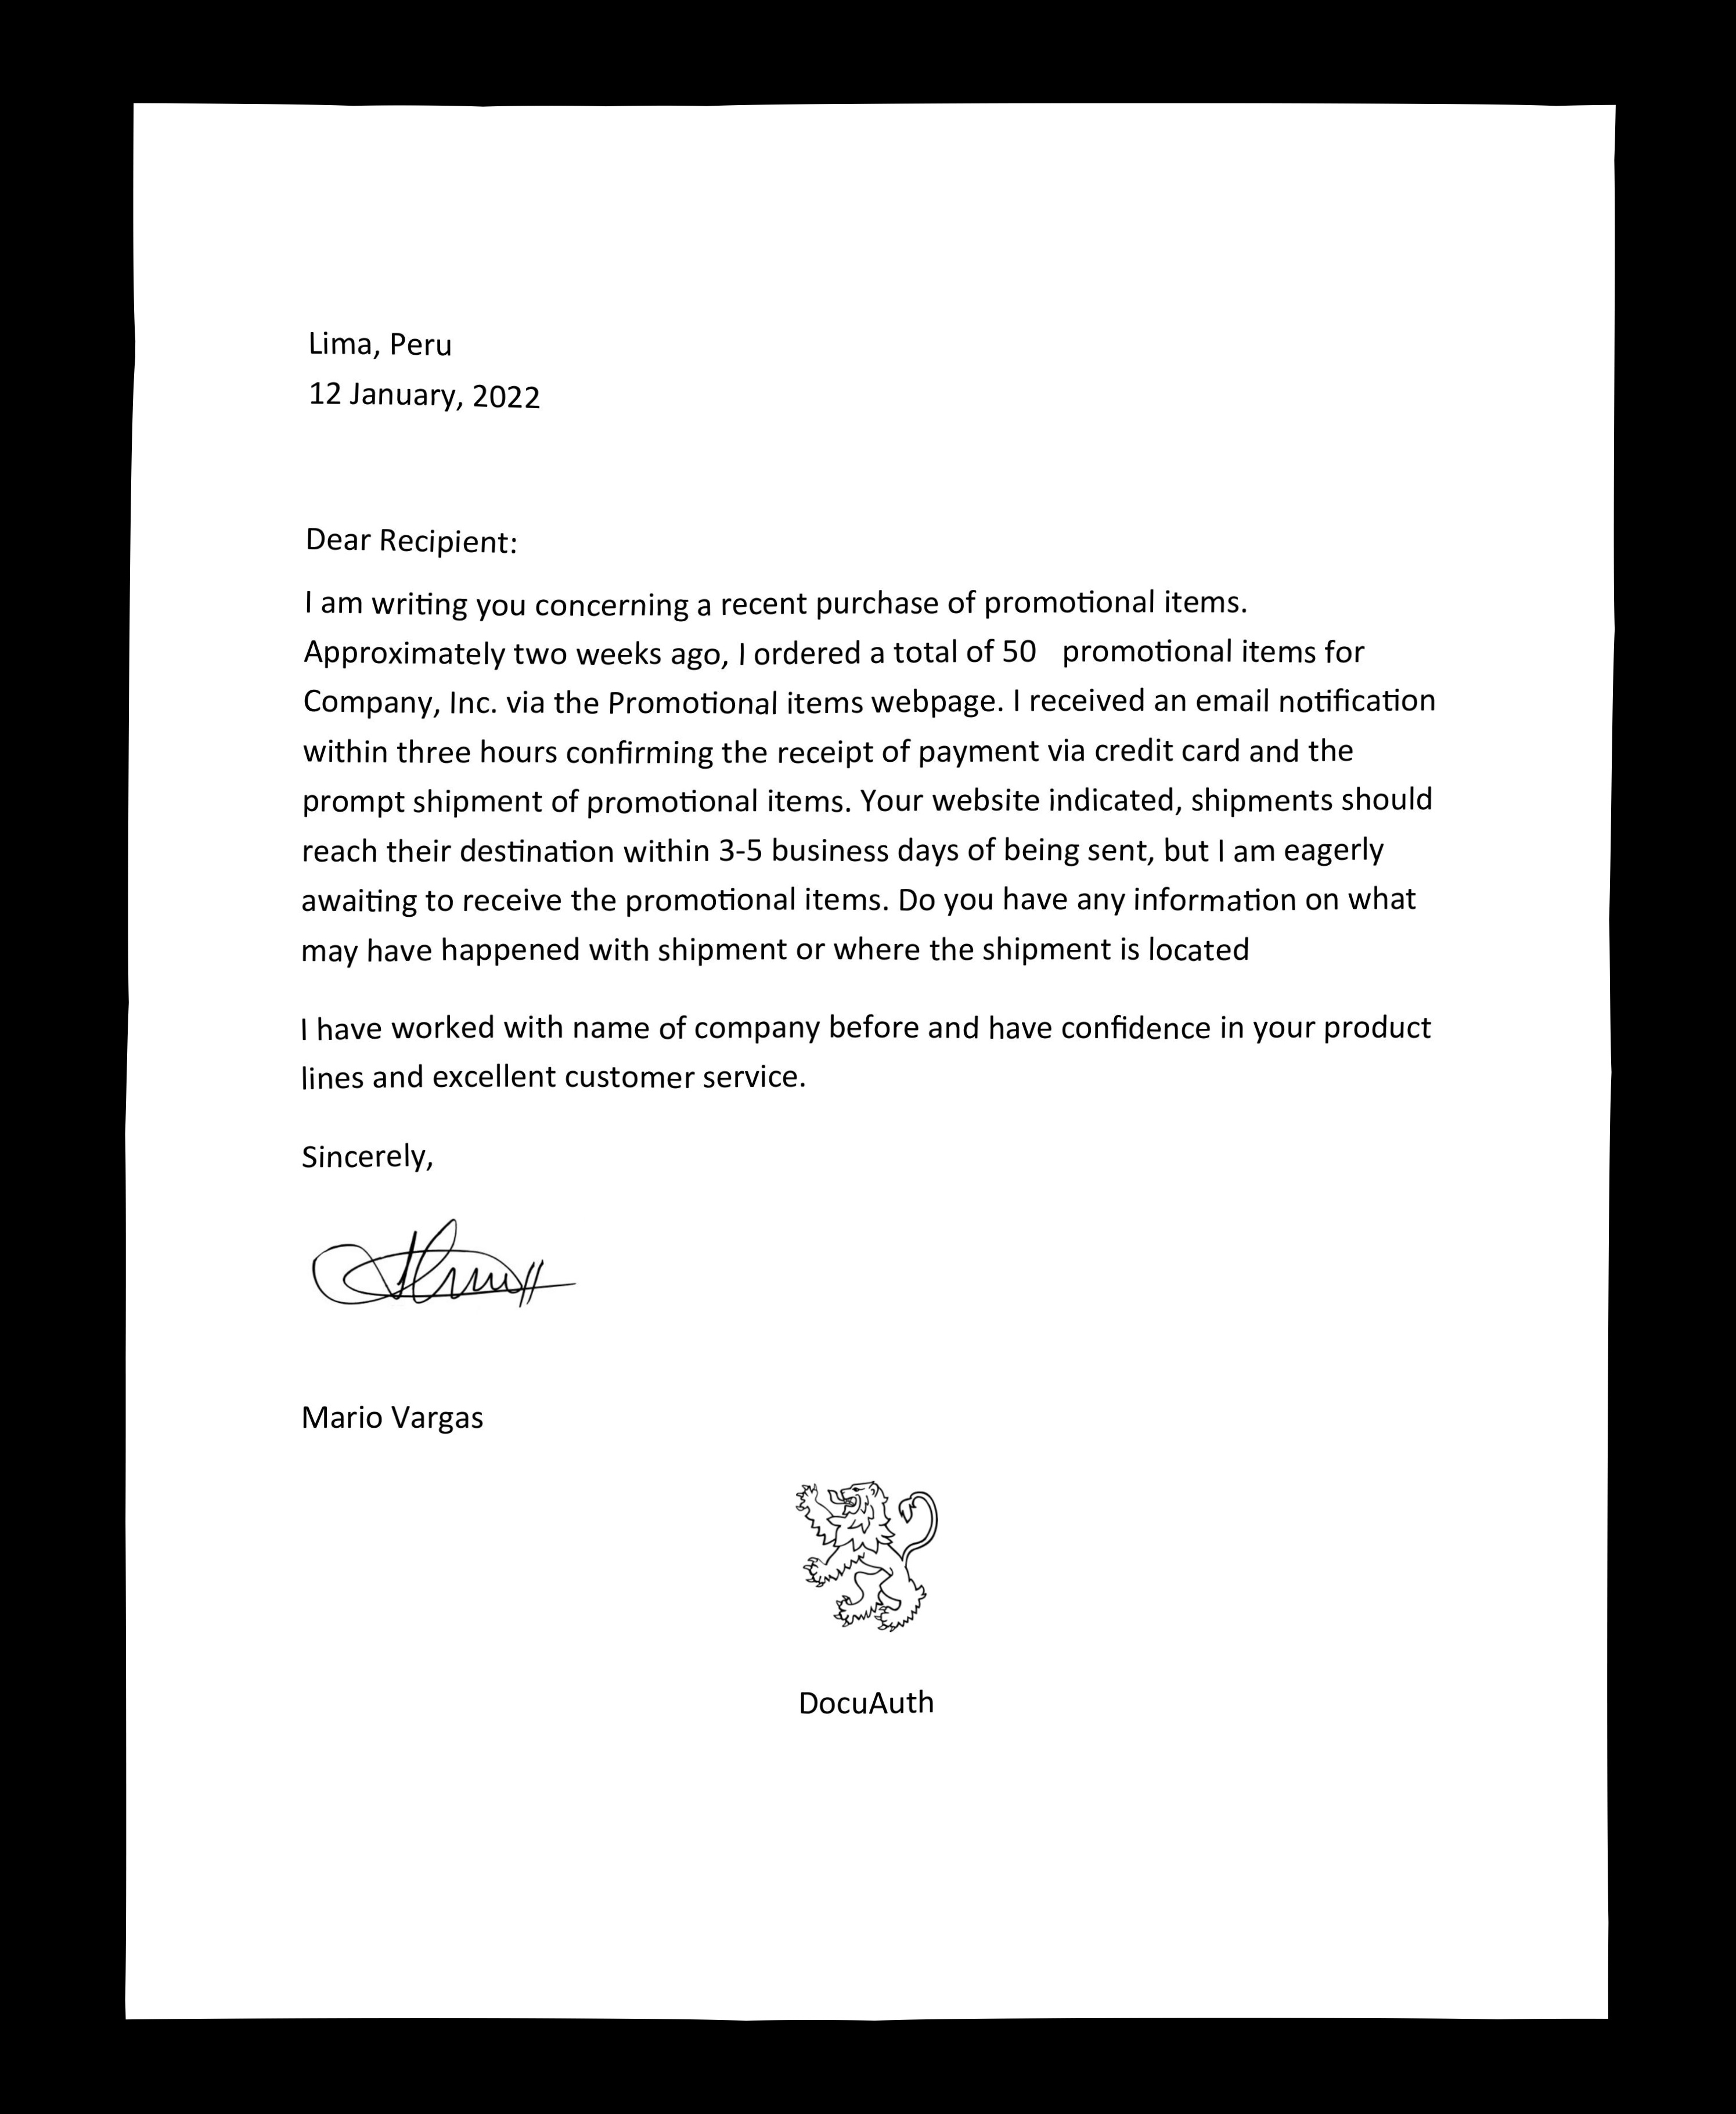 Lima, Peru
12 January, 2022
Dear Recipient:
I am writing you concerning a recent purchase of promotional items.
Approximately two weeks ago, I ordered a total of 50   promotional items for
Company, Inc. via the Promotional items webpage. I received an email notification
within three hours confirming the receipt of payment via credit card and the
prompt shipment of promotional items. Your website indicated, shipments should
reach their destination within 3-5 business days of being sent, but I am eagerly
awaiting to receive the promotional items. Do you have any information on what
may have happened with shipment or where the shipment is located
I have worked with name of company before and have confidence in your product
lines and excellent customer service.
Sincerely,
Mario Vargas
DocuAuth